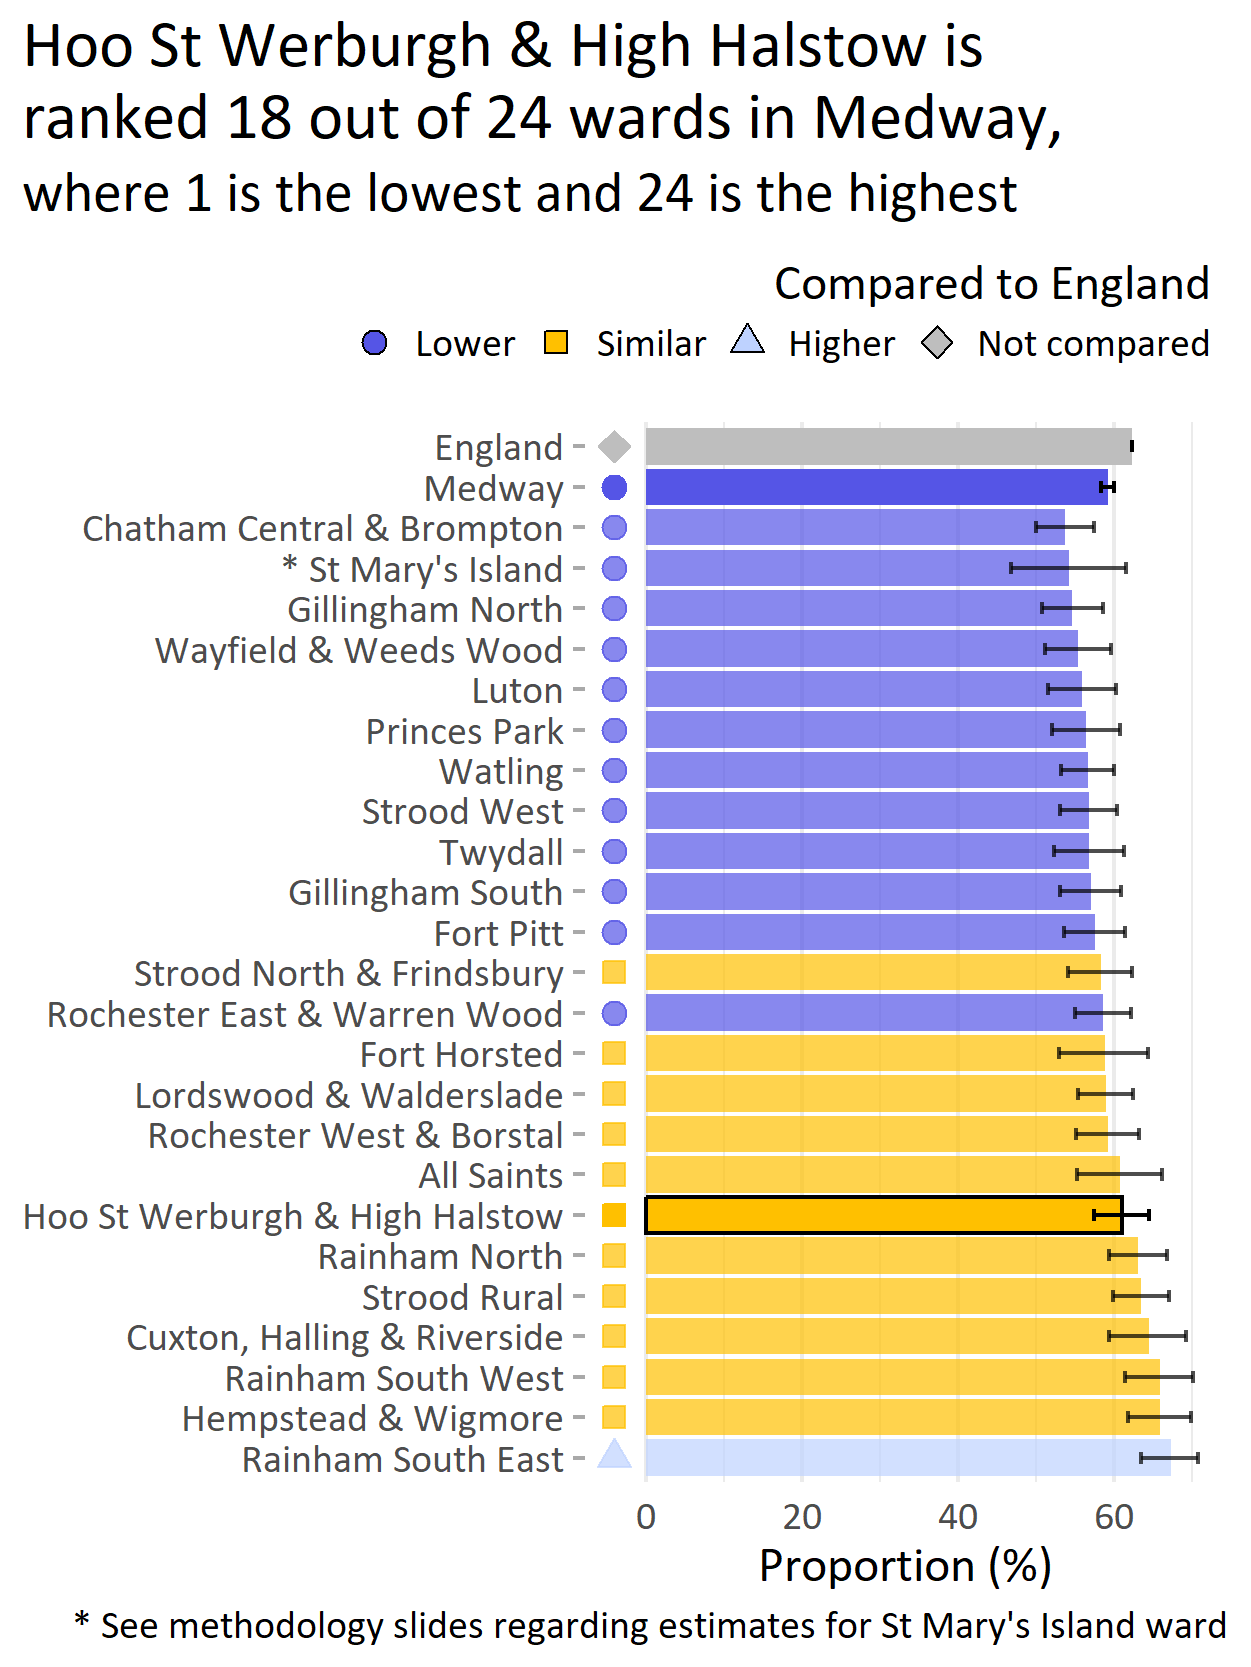 Hoo St Werburgh & High Halstow is
ranked 18 out of 24 wards in Medway,
where 1 is the lowest and 24 is the highest
Compared to England
Lower Similar Higher Not compared
England
Medway
Chatham Central & Brompton
* St Mary's Island
Gillingham North
Wayfield & Weeds Wood
Luton
Princes Park
Watling
Strood West
Twydall
Gillingham South
Fort Pitt
Strood North & Frindsbury
Rochester East & Warren Wood
Fort Horsted
Lordswood & Walderslade
Rochester West & Borstal
All Saints
Hoo St Werburgh & High Halstow
Rainham North
Strood Rural
Cuxton, Halling & Riverside
Rainham South West
Hempstead & Wigmore
Rainham South East
0 20 40 60
Proportion (%)
* See methodology slides regarding estimates for St Mary's Island ward